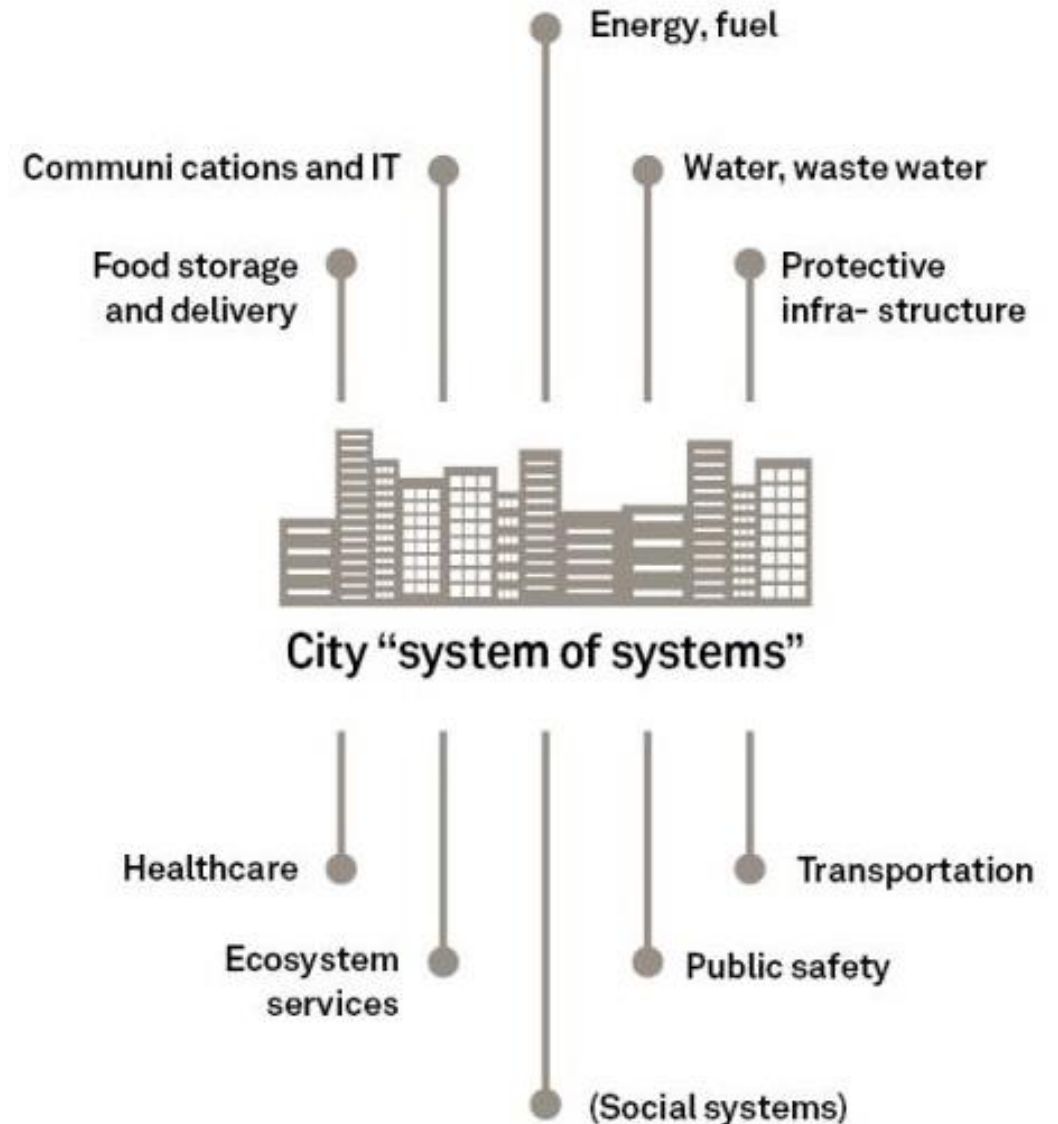 Energy, fuel
Communi cations and IT
Water, waste water
Food storage
and delivery
Protective
infra- structure
City “system of systems”
Healthcare
Transportation
Ecosystem
services
Public safety
(Social systems)